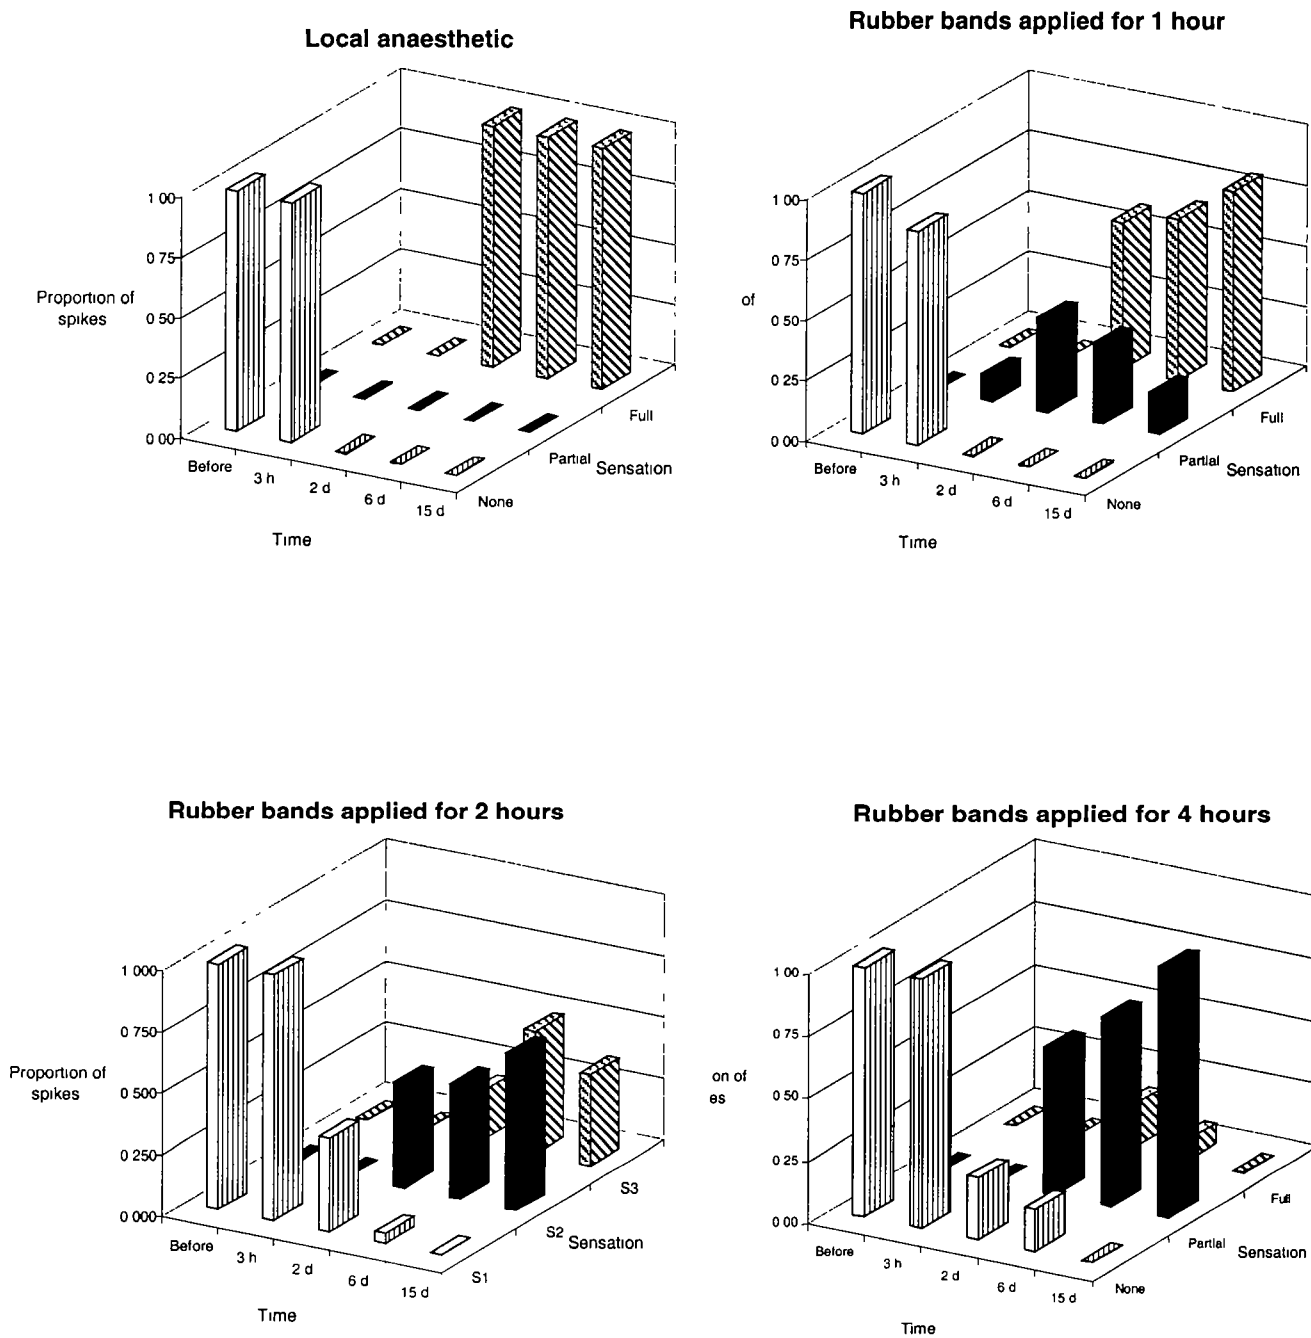 Local anaesthetic
1 00
0 75
Proportion of
spikes
0 50
0 25
0 00
Before
3 h
2 d
6 d
15 d
None
Partial
Full
Sensation
Time
Rubber bands applied for 1 hour
1 00
0 75
of
0 50
0 25
0 00
Before
3 h
2 d
6 d
15 d
None
Partial
Full
Sensation
Time
Rubber bands applied for 2 hours
1 000
0 750
Proportion of
spikes
0 500
0 250
0 000
Before
3 h
2 d
6 d
15 d
S1
S2
S3
Sensation
Time
Rubber bands applied for 4 hours
1 00
0 75
on of
es
0 50
0 25
0 00
Before
3 h
2 d
6 d
15 d
None
Partial
Full
Sensation
Time